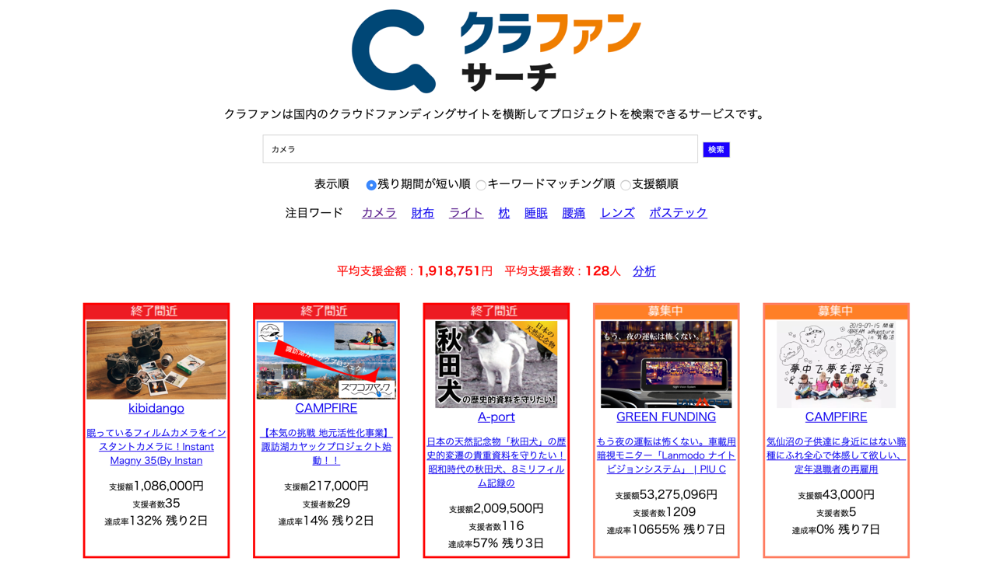 クラファン
サーチ
クラファンは国内のクラウドファンディングサイトを横断してプロジェクトを検索できるサービスです。
カメラ 検索
表示順 残り期間が短い順 キーワードマッチング順 支援額順
注目ワード カメラ 財布 ライト 枕 睡眠 腰痛 レンズ ポステック
平均支援金額 : 1,918,751円 平均支援者数 : 128人 分析
終了間近
kibidango
眠っているフィルムカメラをイン
スタントカメラに！Instant
Magny 35(By Instan
支援額1,086,000円
支援者数35
達成率132% 残り2日
終了間近
諏訪湖カヤックプロジェクト
スワコカヤック
CAMPFIRE
【本気の挑戦 地元活性化事業】
諏訪湖カヤックプロジェクト始
動！！
支援額217,000円
支援者数29
達成率14% 残り2日
終了間近
日本の
天然記念物
秋田犬
の歴史的資料を守りたい!
A-port
日本の天然記念物「秋田犬」の歴
史的変遷の貴重資料を守りたい！
昭和時代の秋田犬、8ミリフィル
ム記録の
支援額2,009,500円
支援者数116
達成率57% 残り3日
募集中
もう、夜の運転は怖くない。
Night Vision System
GREEN FUNDING
もう夜の運転は怖くない。車載用
暗視モニター「Lanmodo ナイト
ビジョンシステム」 | PIU C
支援額53,275,096円
支援者数1209
達成率10655% 残り7日
募集中
2019-07-15 開催
DREAM adventure
in 気仙沼
夢中で夢を探そう
CAMPFIRE
気仙沼の子供達に身近にはない職
種にふれ全心で体感して欲しい、
定年退職者の再雇用
支援額43,000円
支援者数5
達成率0% 残り7日